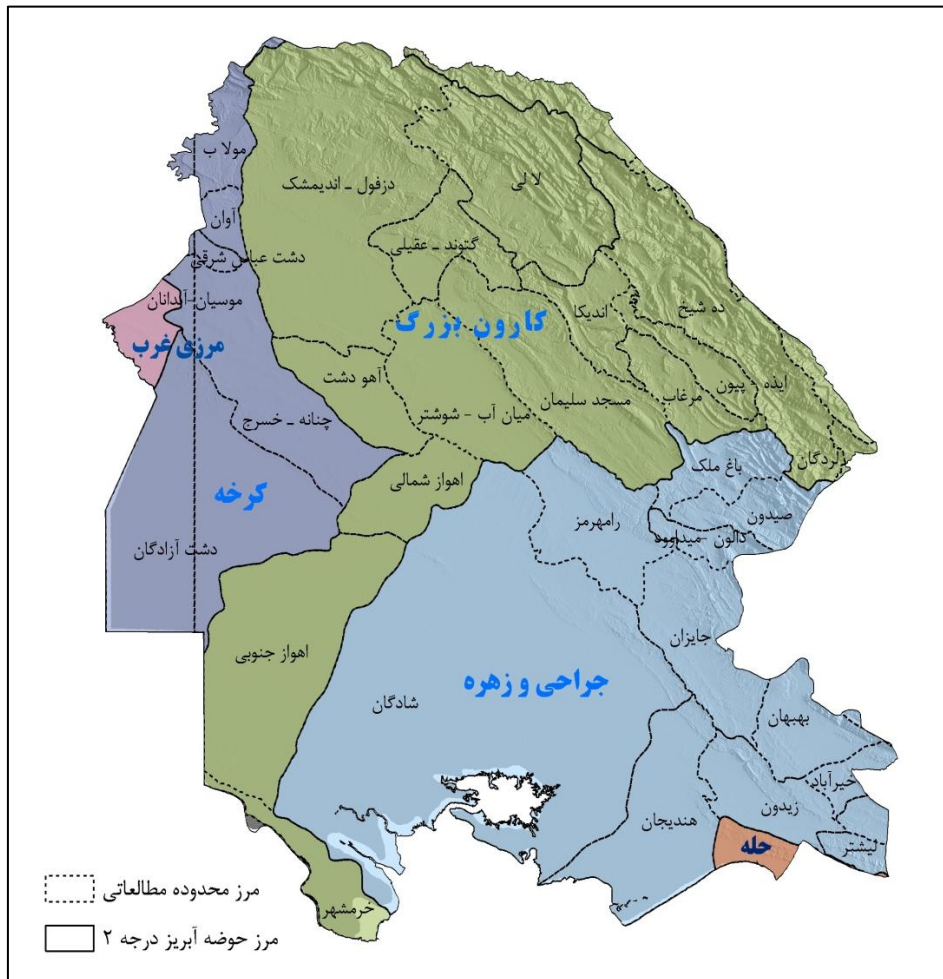 مولا ب
آوان
دزفول ـ اندیمشک
لا لی
گتوند ـ عقیلی
دشت عباس شرقی
موسیان-آبدانان
مرزی غرب
کارون بزرگ
اندیکا
ده شیخ
آهو دشت
میان آب - شوشتر
مسجد سلیمان
مرغاب
ایذه - پیون
چنانه ـ خسرج
لردگان
باغ ملک
اهواز شمالی
کرخه
رامهرمز
صیدون
دالون -میداوود
دشت آزادگان
جایزان
اهواز جنوبی
شادگان
جراحی و زهره
بهبهان
خیرآباد
زیدون
هندیجان
حله
لیشتر
خرمشهر
مرز محدوده مطالعاتی
مرز حوضه آبریز درجه ۲